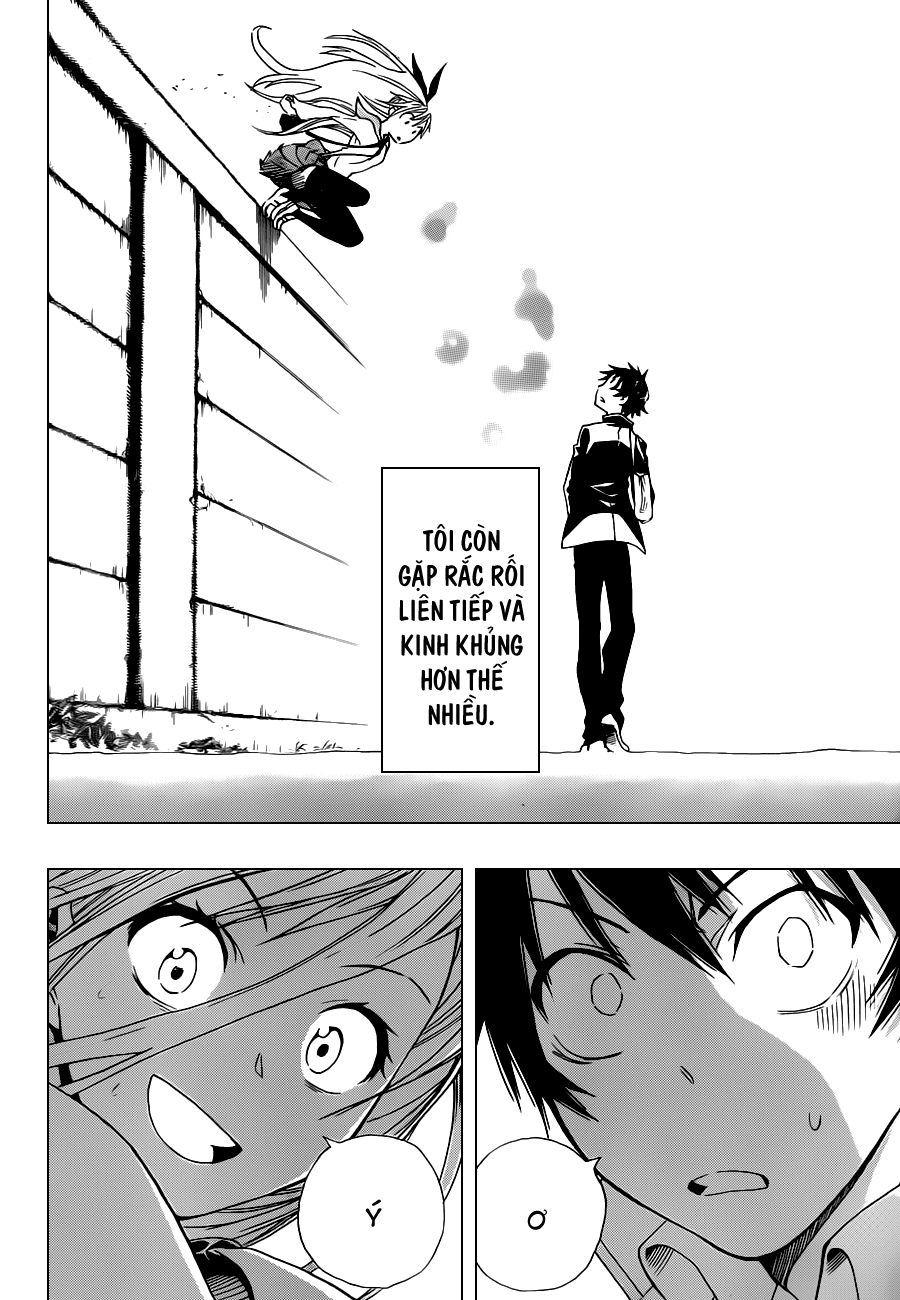 TÔI CÒN
GẶP RẮC RỐI
LIÊN TIẾP VÀ
KINH KHỦNG
HƠN THẾ
NHIỀU.
Ơ
Ý